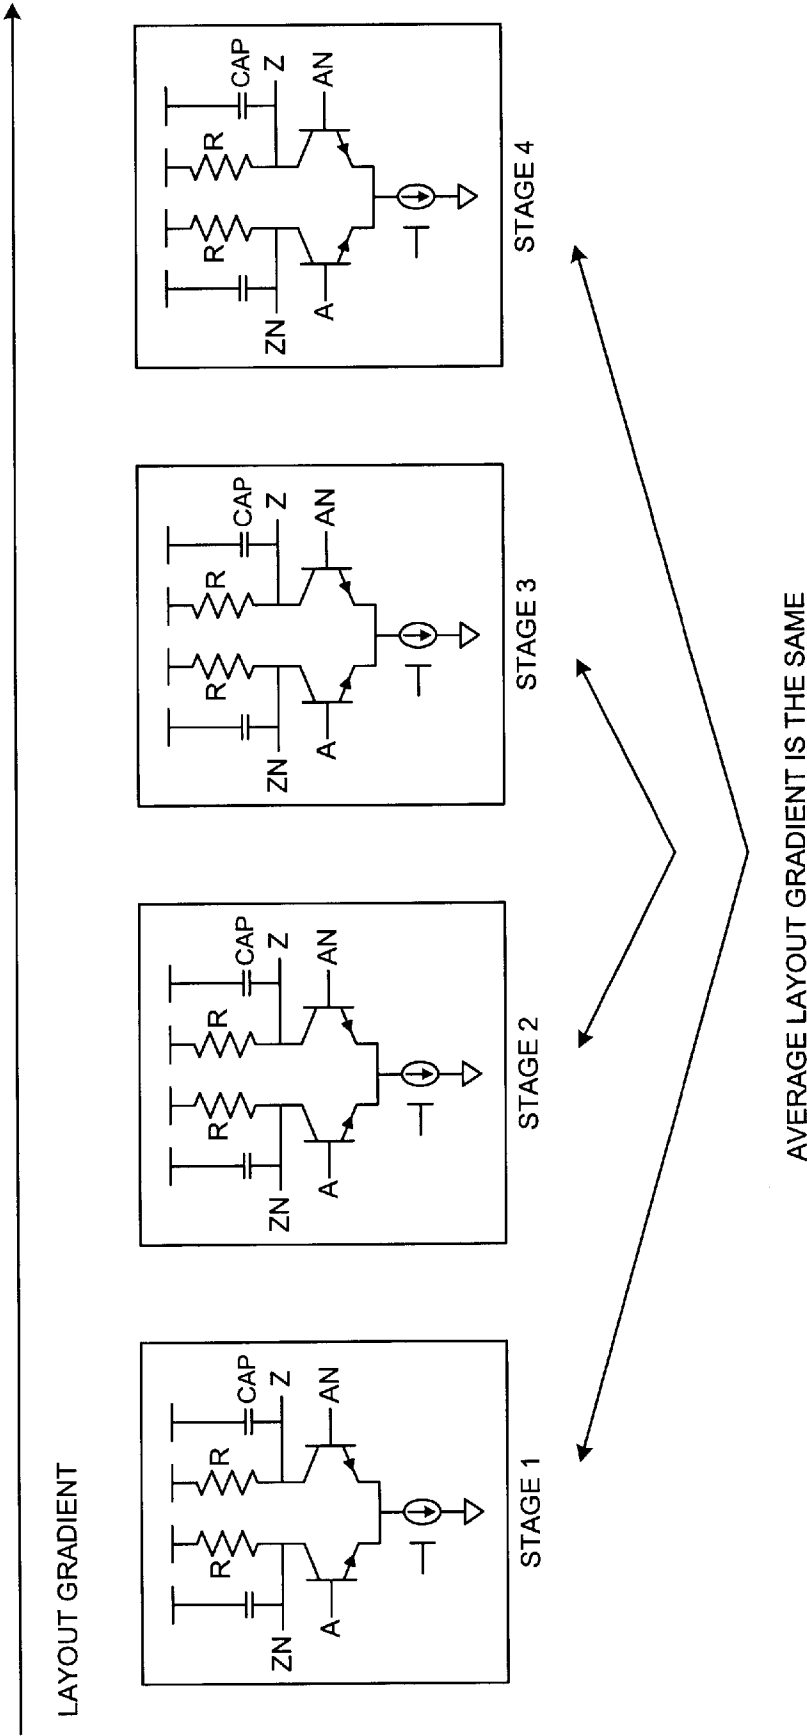 LAYOUT GRADIENT
R
R
CAP
ZN
Z
A
AN
STAGE 1
R
R
CAP
ZN
Z
A
AN
STAGE 2
R
R
CAP
ZN
Z
A
AN
STAGE 3
R
R
CAP
ZN
Z
A
AN
STAGE 4
AVERAGE LAYOUT GRADIENT IS THE SAME